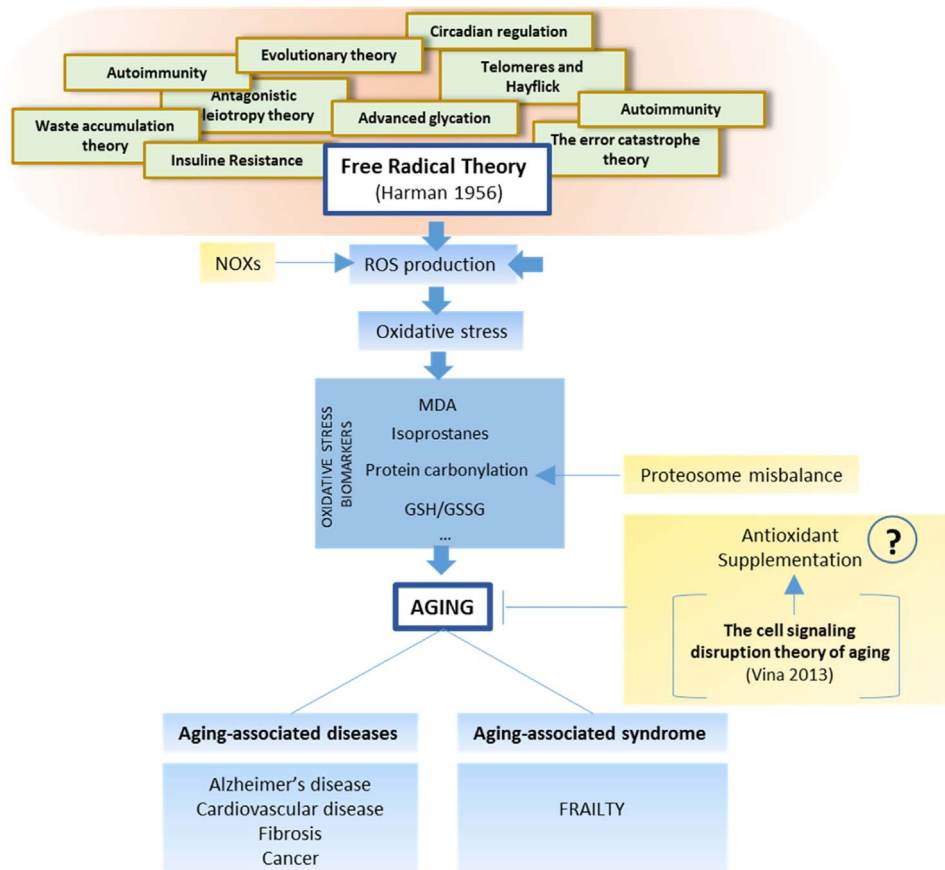 Circadian regulation
Evolutionary theory
Autoimmunity
Telomeres and
Hayflick
Antagonistic
leiotropy theory
Advanced glycation
Autoimmunity
Waste accumulation
theory
The error catastrophe
theory
Insuline Resistance
Free Radical Theory
(Harman 1956)
NOXs
ROS production
Oxidative stress
OXIDATIVE STRESS
BIOMARKERS
MDA
Isoprostanes
Protein carbonylation
GSH/GSSG
...
Proteosome misbalance
Antioxidant
Supplementation
?
AGING
The cell signaling
disruption theory of aging
(Vina 2013)
Aging-associated diseases
Aging-associated syndrome
Alzheimer's disease
Cardiovascular disease
Fibrosis
Cancer
FRAILTY